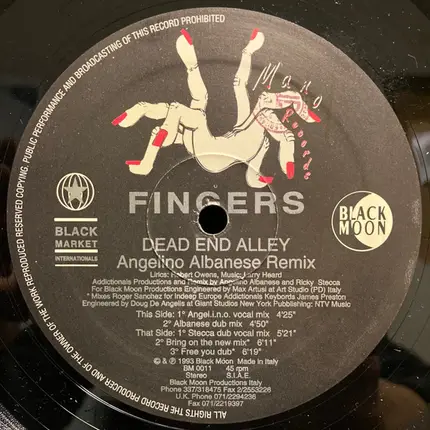 ALL RIGHTS THE RECORD PRODUCER AND OF THE OWNER OF THE WORK REPRODUCED RESERVED COPYING, PUBLIC PERFORMANCE AND BROADCASTING OF THIS RECORD PROHIBITED
Mano
Records
FINGERS
BLACK
MARKET
INTERNATIONALS
BLACK
MOON
DEAD END ALLEY
Angelino Albanese Remix
Lirics: Robert Owens, Music: Larry Heard
Addictionals Productions and Remix by Angelino Albanese and Ricky Stecca
For Black Moon Productions Engineered by Max Artusi at Art Studio (PD) Italy
* Mixes Roger Sanchez for Indeep Europe Addictionals Keybords James Preston
Engineered by Doug De Angelis at Giant Studios New York Publishing: NTV Music
This Side: 1° Angel.i.n.o. vocal mix 4'25"
2° Albanese dub mix 4'50"
That Side: 1° Stecca dub vocal mix 5'21"
2° Bring on the new mix* 6'11"
3° Free you dub* 6'19"
© & ℗ 1993 Black Moon Made in Italy
BM 0011 45 rpm
Stereo S.I.A.E.
Black Moon Productions Italy
Phone 337/318475 Fax 2/2553226
U.K. Phone 071/2294236
Fax 071/2219397